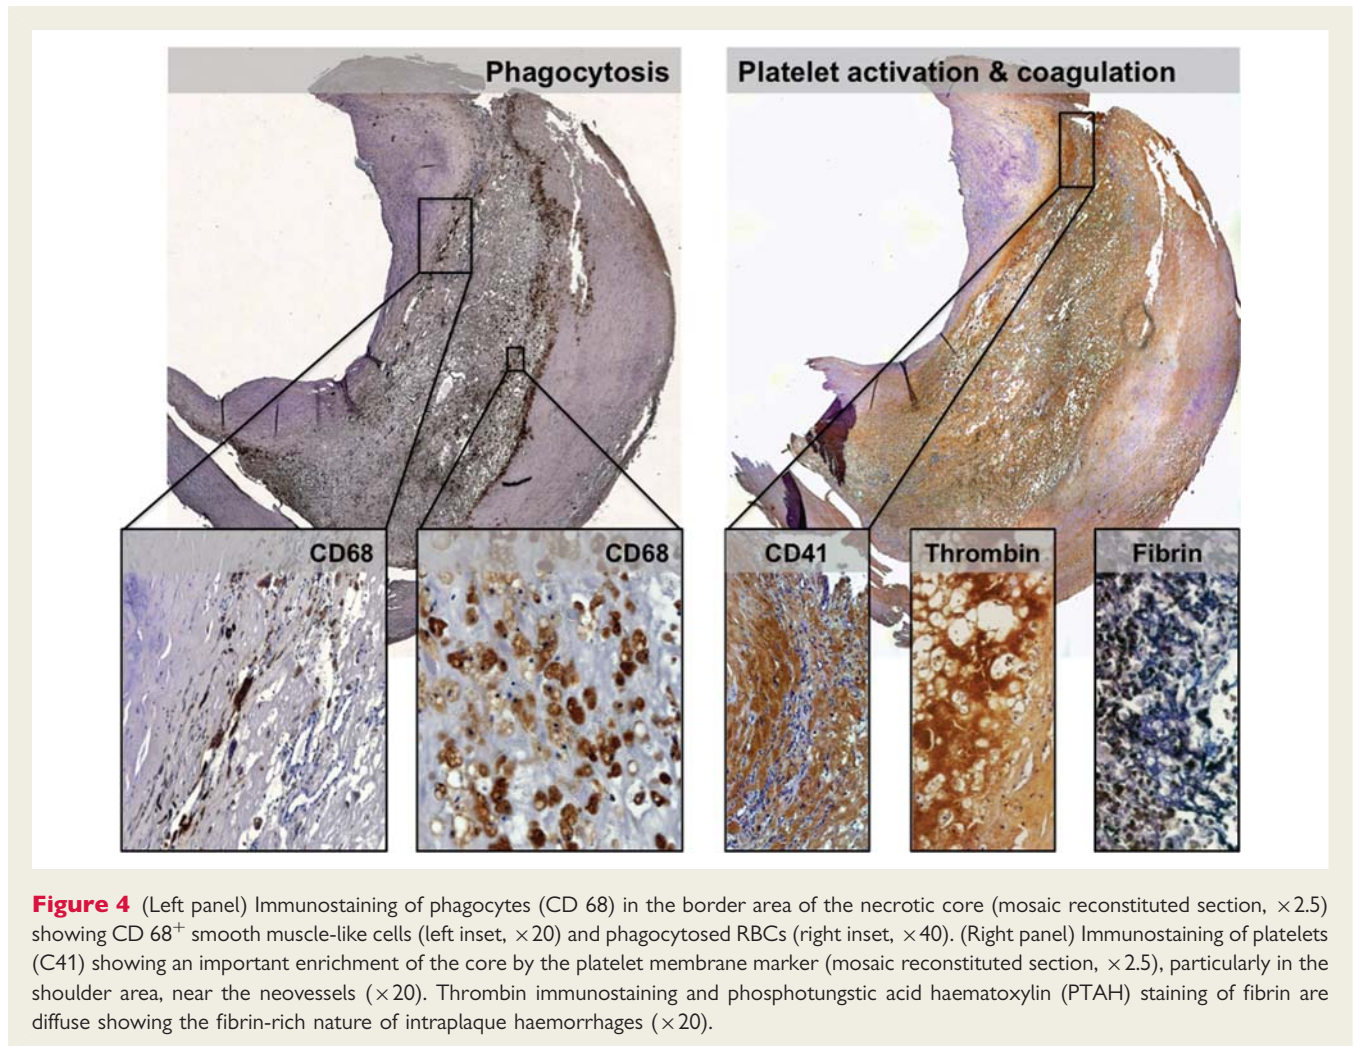 Phagocytosis
Platelet activation & coagulation
CD68
CD68
CD41
Thrombin
Fibrin
Figure 4 (Left panel) Immunostaining of phagocytes (CD 68) in the border area of the necrotic core (mosaic reconstituted section, ×2.5)
showing CD 68+ smooth muscle-like cells (left inset, ×20) and phagocytosed RBCs (right inset, ×40). (Right panel) Immunostaining of platelets
(C41) showing an important enrichment of the core by the platelet membrane marker (mosaic reconstituted section, ×2.5), particularly in the
shoulder area, near the neovessels (×20). Thrombin immunostaining and phosphotungstic acid haematoxylin (PTAH) staining of fibrin are
diffuse showing the fibrin-rich nature of intraplaque haemorrhages (×20).